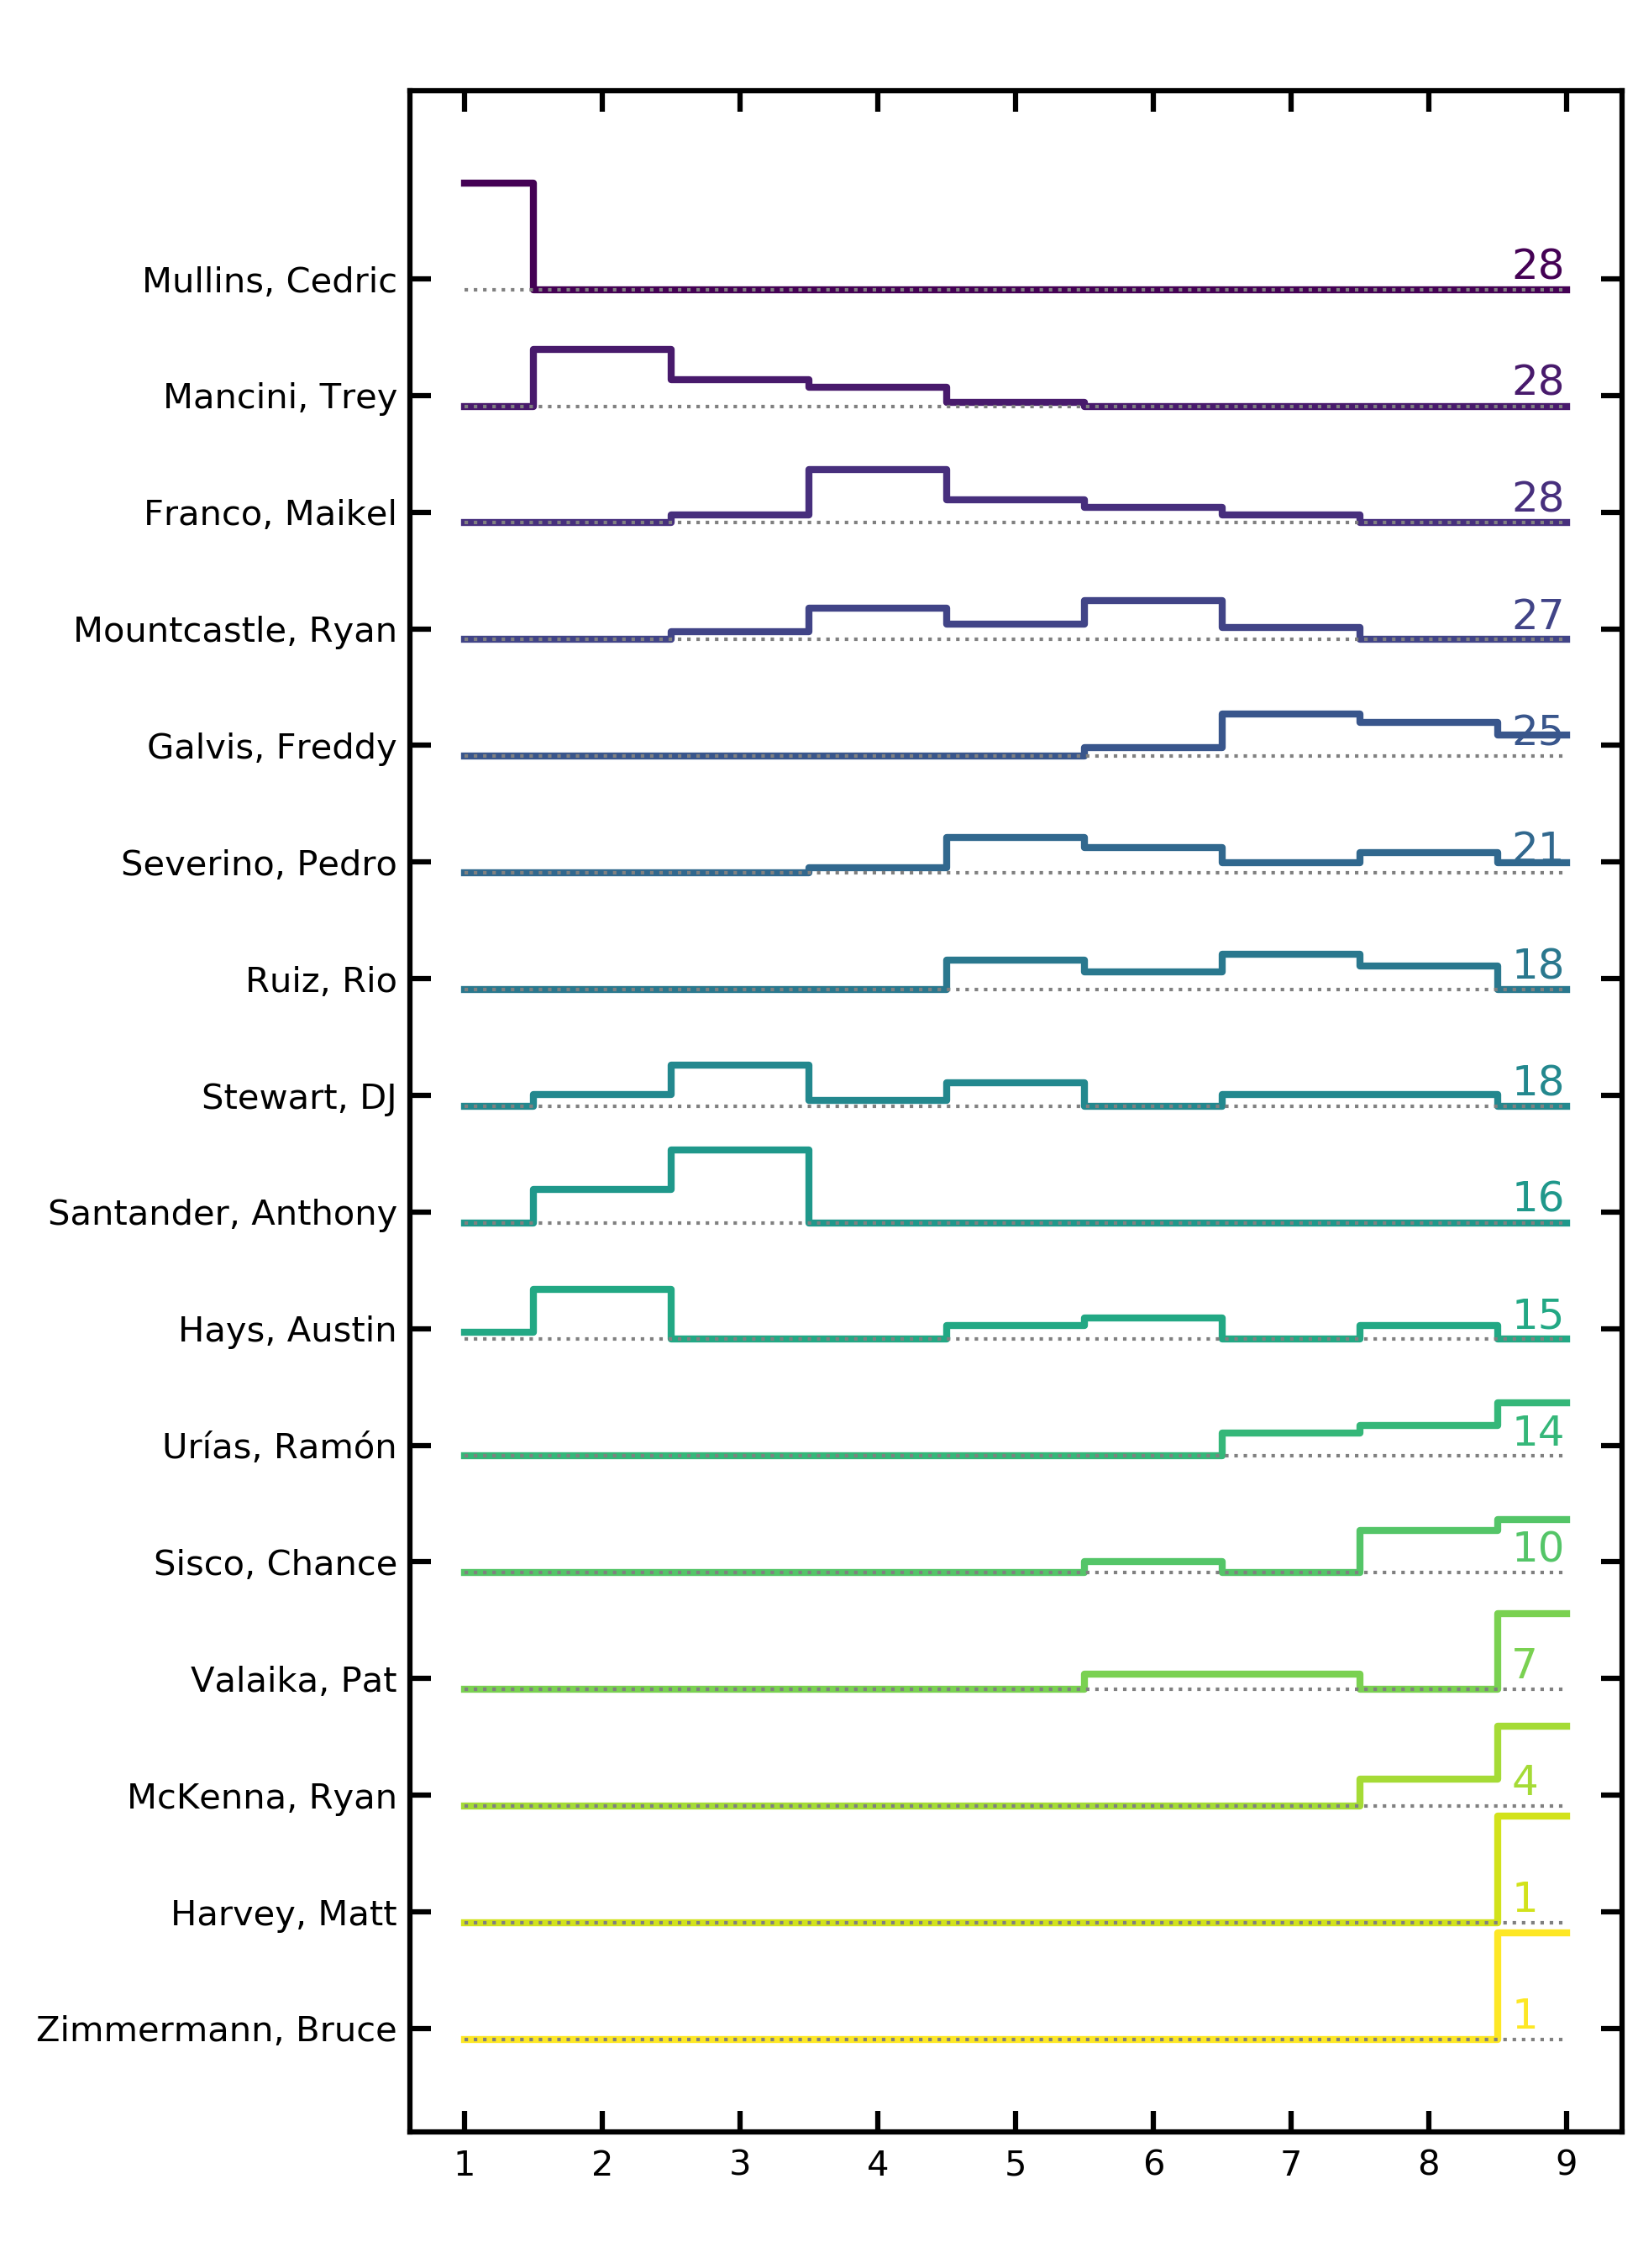 Mullins, Cedric 28
Mancini, Trey 28
Franco, Maikel 28
Mountcastle, Ryan 27
Galvis, Freddy 25
Severino, Pedro 21
Ruiz, Rio 18
Stewart, DJ 18
Santander, Anthony 16
Hays, Austin 15
Urías, Ramón 14
Sisco, Chance 10
Valaika, Pat 7
McKenna, Ryan 4
Harvey, Matt 1
Zimmermann, Bruce 1
1 2 3 4 5 6 7 8 9